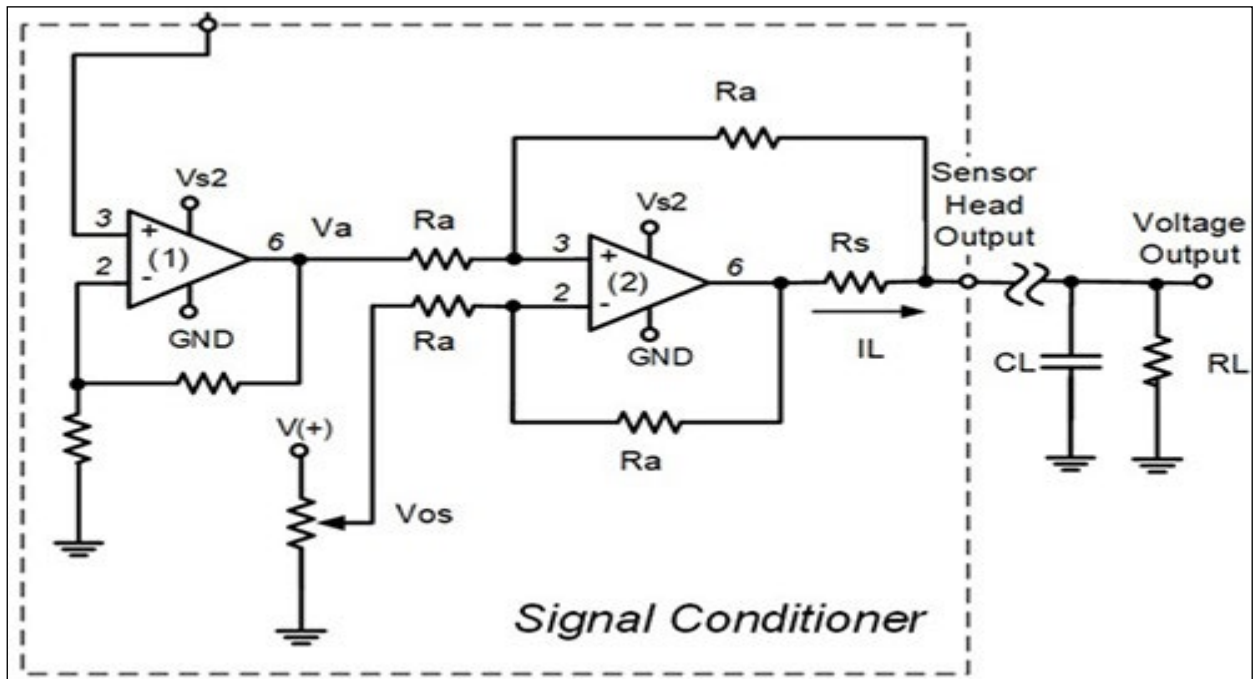 Ra
Sensor
Head
Output
Voltage
Output
Vs2
Vs2
3
+
(1)
2
-
6
Va
Ra
3
+
(2)
2
-
6
Rs
Ra
GND
GND
IL
CL
RL
V(+)
Ra
Vos
Signal Conditioner